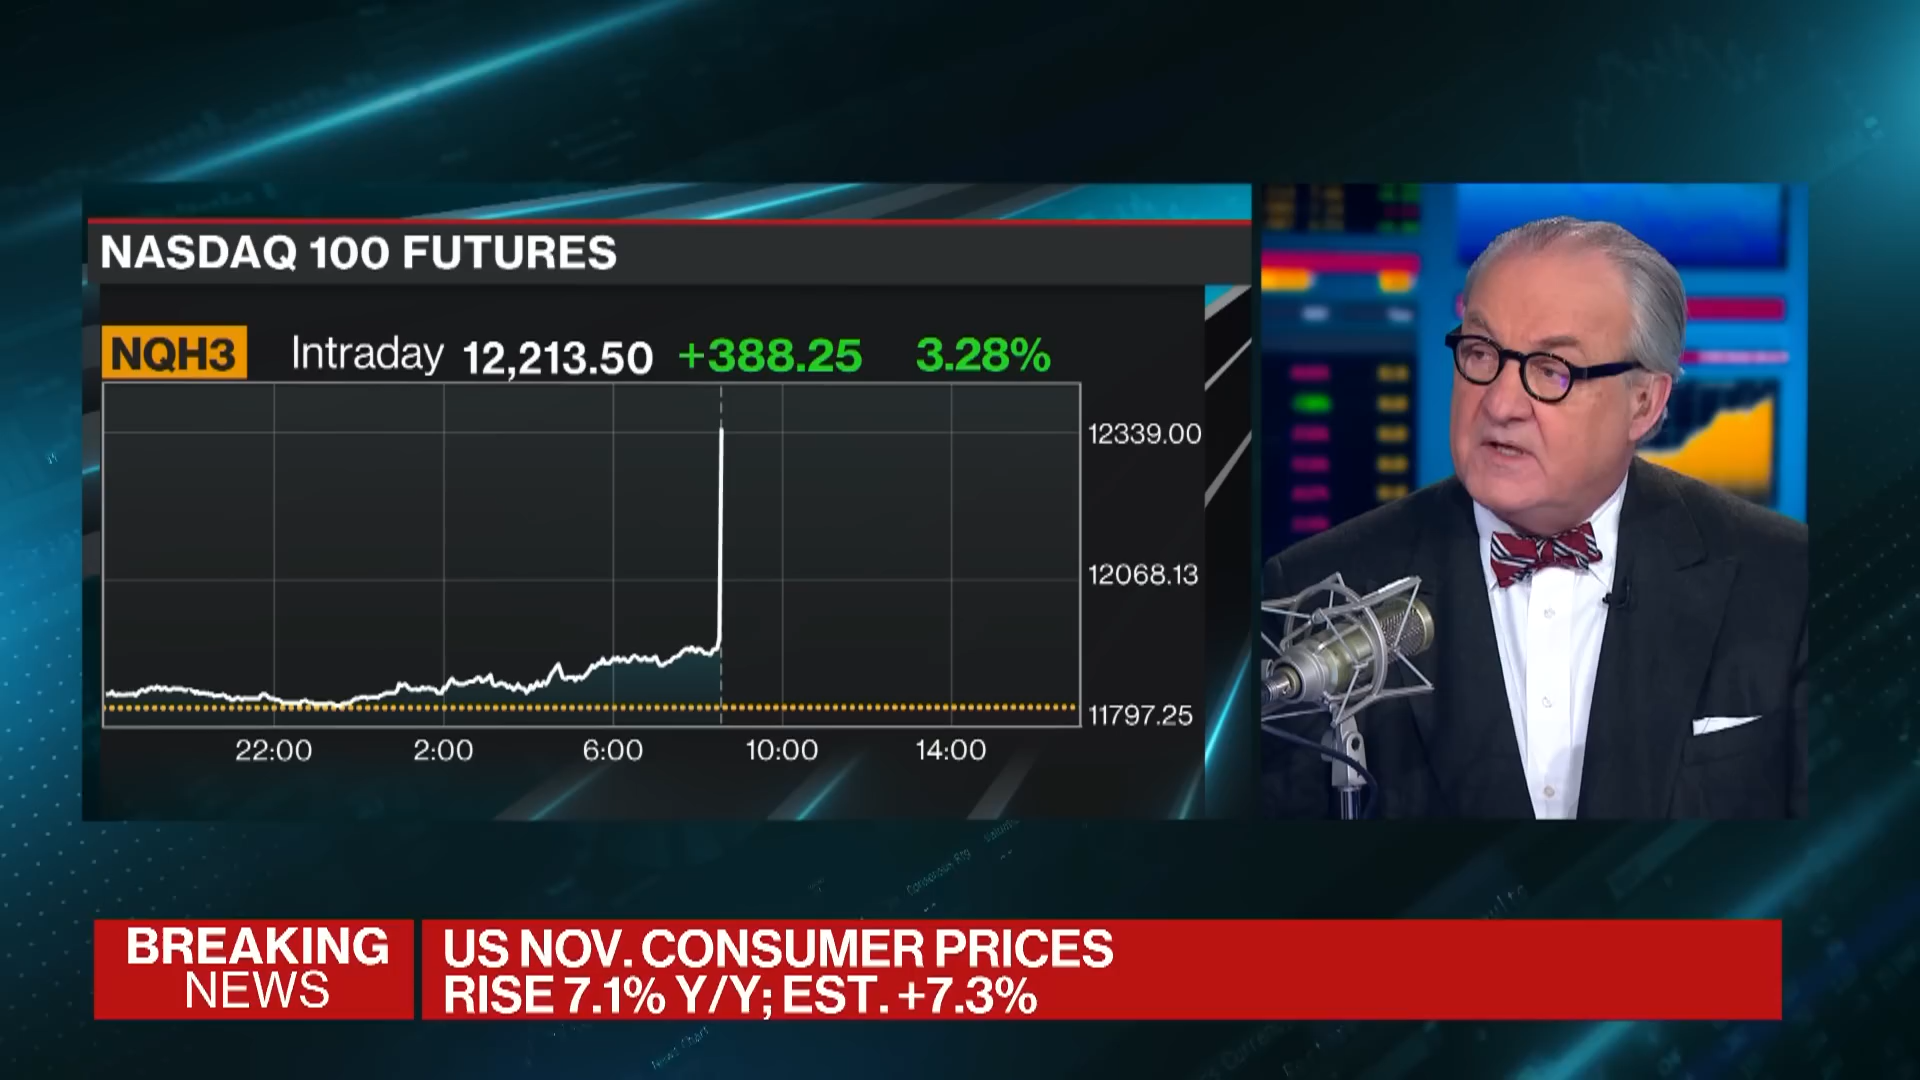 NASDAQ 100 FUTURES
NQH3 Intraday 12,213.50 +388.25 3.28%
12339.00
12068.13
11797.25
22:00 2:00 6:00 10:00 14:00
BREAKING NEWS
US NOV. CONSUMER PRICES
RISE 7.1% Y/Y; EST. +7.3%